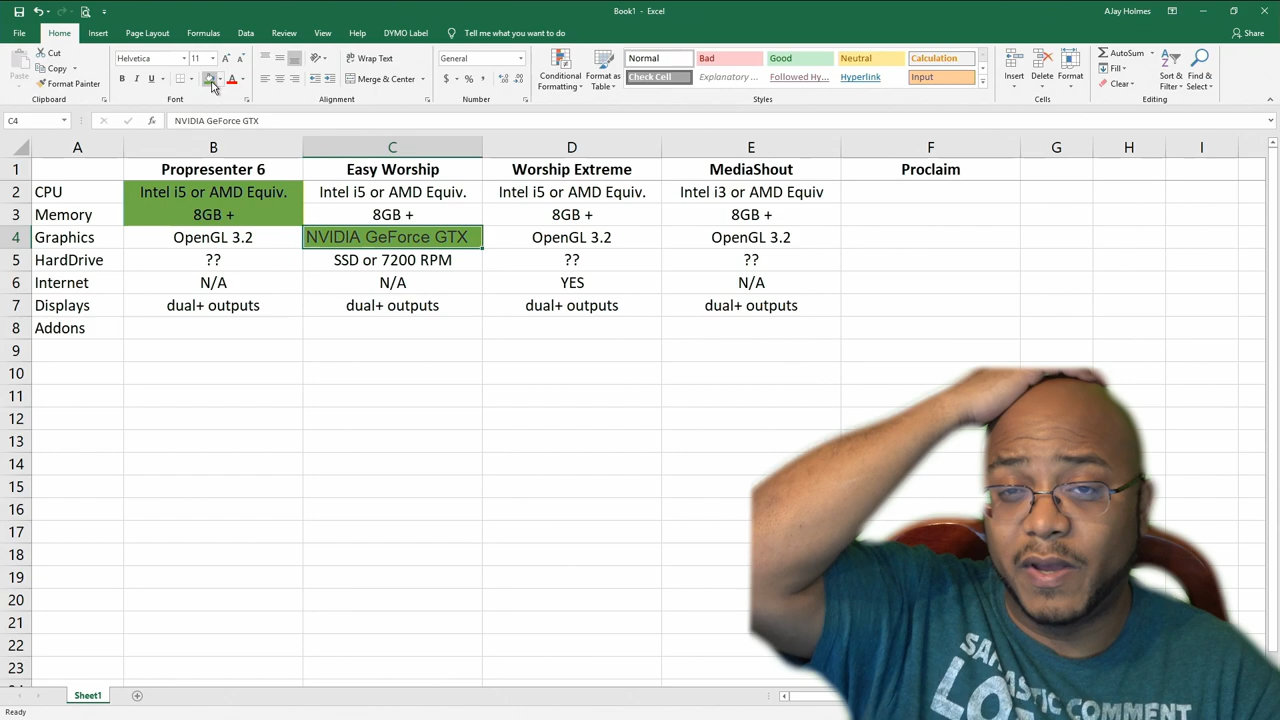 Book1 - Excel
AJay Holmes
File Home Insert Page Layout Formulas Data Review View Help DYMO Label Tell me what you want to do Share
Paste
Cut
Copy
Format Painter
Clipboard
Helvetica 11
B I U
Font
Wrap Text
Merge & Center
Alignment
General
$ % ,
Number
Conditional Formatting
Format as Table
Normal Bad Good Neutral Calculation
Check Cell Explanatory... Followed Hy... Hyperlink Input
Styles
Insert Delete Format
Cells
AutoSum
Fill
Clear
Sort & Filter
Find & Select
Editing
C4 fx NVIDIA GeForce GTX
A B C D E F G H I
1 Propresenter 6 Easy Worship Worship Extreme MediaShout Proclaim
2 CPU Intel i5 or AMD Equiv. Intel i5 or AMD Equiv. Intel i5 or AMD Equiv. Intel i3 or AMD Equiv
3 Memory 8GB + 8GB + 8GB + 8GB +
4 Graphics OpenGL 3.2 NVIDIA GeForce GTX OpenGL 3.2 OpenGL 3.2
5 HardDrive ?? SSD or 7200 RPM ?? ??
6 Internet N/A N/A YES N/A
7 Displays dual+ outputs dual+ outputs dual+ outputs dual+ outputs
8 Addons
9
10
11
12
13
14
15
16
17
18
19
20
21
22
23
Sheet1
Ready
COMMENT